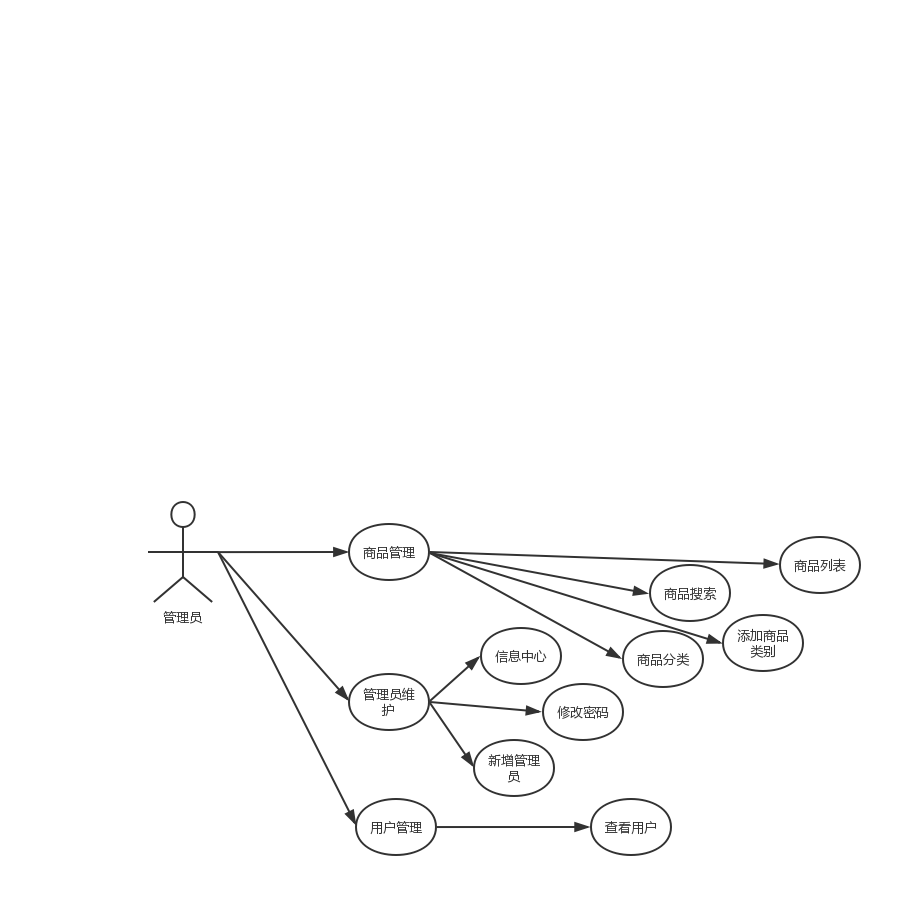 商品管理
商品列表
商品搜索
管理员
添加商品
类别
信息中心
商品分类
管理员维
护
修改密码
新增管理
员
用户管理
查看用户